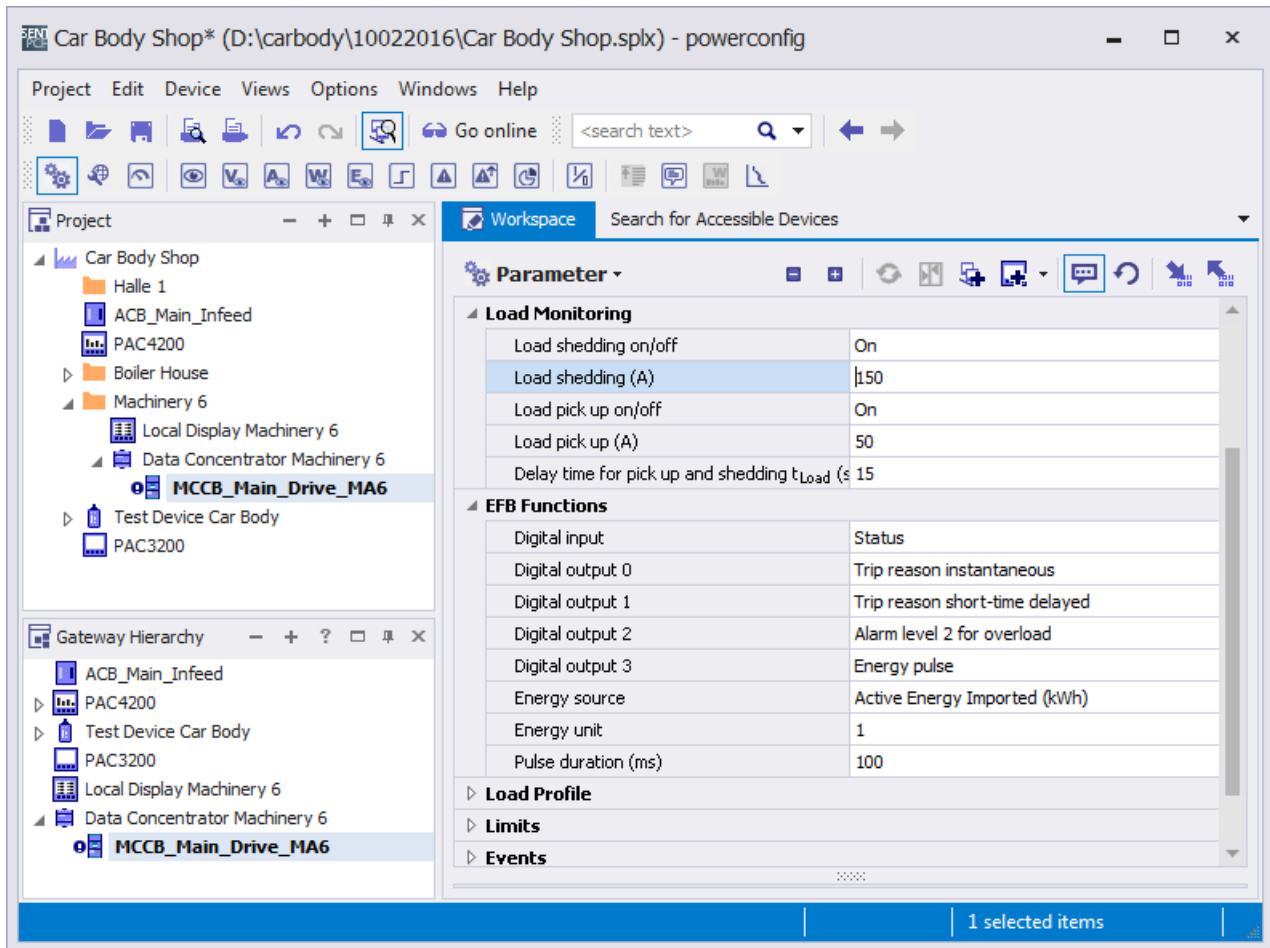 Car Body Shop* (D:\carbody\10022016\Car Body Shop.splx) - powerconfig
Project Edit Device Views Options Windows Help
Go online <search text>
Project
Car Body Shop
Halle 1
ACB_Main_Infeed
PAC4200
Boiler House
Machinery 6
Local Display Machinery 6
Data Concentrator Machinery 6
MCCB_Main_Drive_MA6
Test Device Car Body
PAC3200
Gateway Hierarchy
ACB_Main_Infeed
PAC4200
Test Device Car Body
PAC3200
Local Display Machinery 6
Data Concentrator Machinery 6
MCCB_Main_Drive_MA6
Workspace Search for Accessible Devices
Parameter
Load Monitoring
Load shedding on/off On
Load shedding (A) 150
Load pick up on/off On
Load pick up (A) 50
Delay time for pick up and shedding tLoad (s 15
EFB Functions
Digital input Status
Digital output 0 Trip reason instantaneous
Digital output 1 Trip reason short-time delayed
Digital output 2 Alarm level 2 for overload
Digital output 3 Energy pulse
Energy source Active Energy Imported (kWh)
Energy unit 1
Pulse duration (ms) 100
Load Profile
Limits
Events
1 selected items